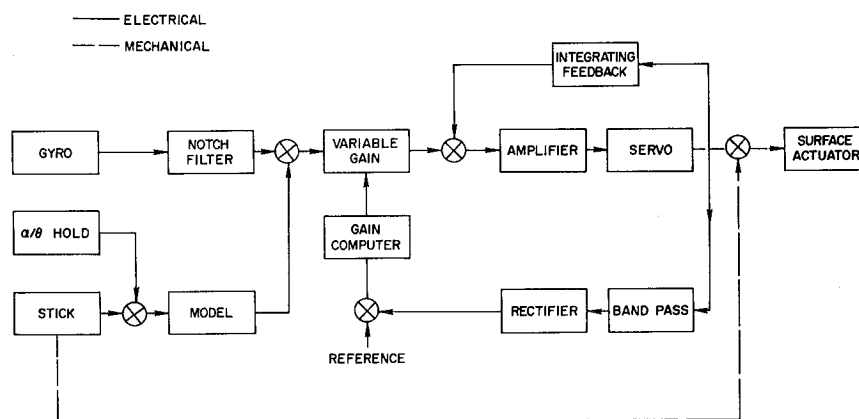 ELECTRICAL
MECHANICAL
INTEGRATING
FEEDBACK
GYRO
NOTCH
FILTER
VARIABLE
GAIN
AMPLIFIER
SERVO
SURFACE
ACTUATOR
α/θ HOLD
GAIN
COMPUTER
STICK
MODEL
RECTIFIER
BAND PASS
REFERENCE